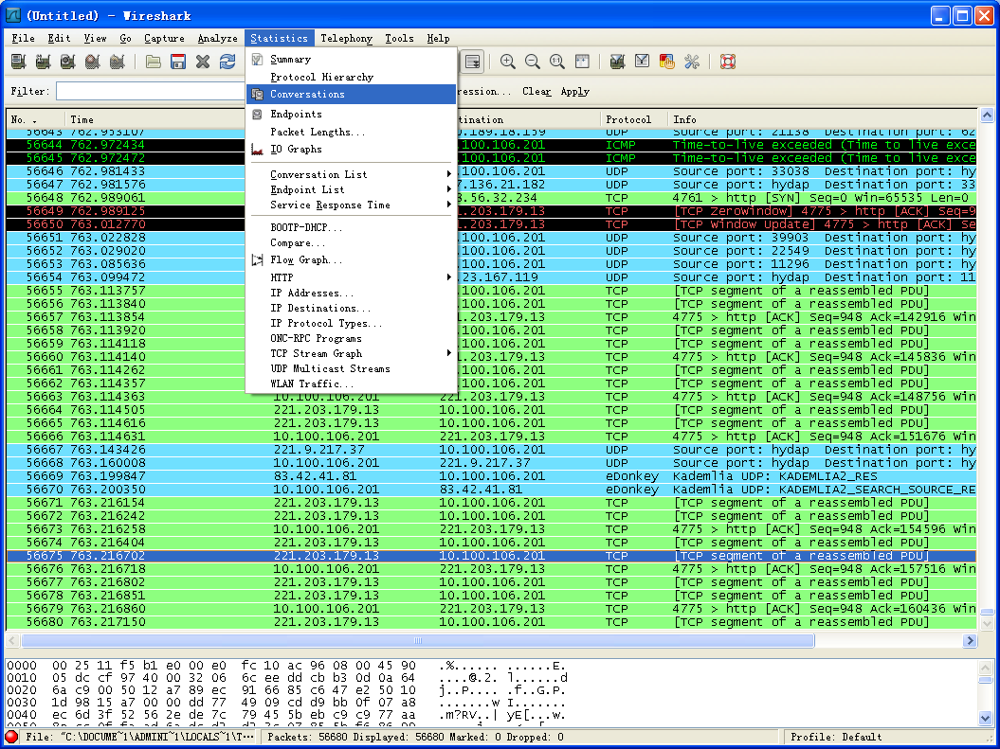 (Untitled) - Wireshark
File Edit View Go Capture Analyze Statistics Telephony Tools Help
Summary
Protocol Hierarchy
Conversations
Endpoints
Packet Lengths...
IO Graphs
Conversation List
Endpoint List
Service Response Time
BOOTP-DHCP...
Compare...
Flow Graph...
HTTP
IP Addresses...
IP Destinations...
IP Protocol Types...
ONC-RPC Programs
TCP Stream Graph
UDP Multicast Streams
WLAN Traffic...
Filter: ression... Clear Apply
No. . Time tination Protocol Info
56643 762.953107 .189.18.159 UDP Source port: 21138 Destination port: 62
56644 762.972434 .100.106.201 ICMP Time-to-live exceeded (Time to live exce
56645 762.972472 .100.106.201 ICMP Time-to-live exceeded (Time to live exce
56646 762.981433 .100.106.201 UDP Source port: 33038 Destination port: hy
56647 762.981576 7.136.21.182 UDP Source port: hydap Destination port: 33
56648 762.989061 3.56.32.234 TCP 4761 > http [SYN] Seq=0 Win=65535 Len=0
56649 762.989125 1.203.179.13 TCP [TCP ZeroWindow] 4775 > http [ACK] Seq=9
56650 763.012770 1.203.179.13 TCP [TCP Window Update] 4775 > http [ACK] Se
56651 763.022828 .100.106.201 UDP Source port: 39903 Destination port: hy
56652 763.029020 .100.106.201 UDP Source port: 22549 Destination port: hy
56653 763.085636 .100.106.201 UDP Source port: 11296 Destination port: hy
56654 763.099472 .23.167.119 UDP Source port: hydap Destination port: 11
56655 763.113757 .100.106.201 TCP [TCP segment of a reassembled PDU]
56656 763.113840 .100.106.201 TCP [TCP segment of a reassembled PDU]
56657 763.113854 1.203.179.13 TCP 4775 > http [ACK] Seq=948 Ack=142916 Win
56658 763.113920 .100.106.201 TCP [TCP segment of a reassembled PDU]
56659 763.114118 .100.106.201 TCP [TCP segment of a reassembled PDU]
56660 763.114140 1.203.179.13 TCP 4775 > http [ACK] Seq=948 Ack=145836 Win
56661 763.114262 .100.106.201 TCP [TCP segment of a reassembled PDU]
56662 763.114357 .100.106.201 TCP [TCP segment of a reassembled PDU]
56663 763.114363 10.100.106.201 221.203.179.13 TCP 4775 > http [ACK] Seq=948 Ack=148756 Win
56664 763.114505 221.203.179.13 10.100.106.201 TCP [TCP segment of a reassembled PDU]
56665 763.114616 221.203.179.13 10.100.106.201 TCP [TCP segment of a reassembled PDU]
56666 763.114631 10.100.106.201 221.203.179.13 TCP 4775 > http [ACK] Seq=948 Ack=151676 Win
56667 763.143426 221.9.217.37 10.100.106.201 UDP Source port: hydap Destination port: hy
56668 763.160008 10.100.106.201 221.9.217.37 UDP Source port: hydap Destination port: hy
56669 763.199847 83.42.41.81 10.100.106.201 eDonkey Kademlia UDP: KADEMLIA2_RES
56670 763.200350 10.100.106.201 83.42.41.81 eDonkey Kademlia UDP: KADEMLIA2_SEARCH_SOURCE_RE
56671 763.216154 221.203.179.13 10.100.106.201 TCP [TCP segment of a reassembled PDU]
56672 763.216242 221.203.179.13 10.100.106.201 TCP [TCP segment of a reassembled PDU]
56673 763.216258 10.100.106.201 221.203.179.13 TCP 4775 > http [ACK] Seq=948 Ack=154596 Win
56674 763.216404 221.203.179.13 10.100.106.201 TCP [TCP segment of a reassembled PDU]
56675 763.216702 221.203.179.13 10.100.106.201 TCP [TCP segment of a reassembled PDU]
56676 763.216718 10.100.106.201 221.203.179.13 TCP 4775 > http [ACK] Seq=948 Ack=157516 Win
56677 763.216802 221.203.179.13 10.100.106.201 TCP [TCP segment of a reassembled PDU]
56678 763.216851 221.203.179.13 10.100.106.201 TCP [TCP segment of a reassembled PDU]
56679 763.216860 10.100.106.201 221.203.179.13 TCP 4775 > http [ACK] Seq=948 Ack=160436 Win
56680 763.217150 221.203.179.13 10.100.106.201 TCP [TCP segment of a reassembled PDU]
0000 00 25 11 f5 b1 e0 00 e0 fc 10 ac 96 08 00 45 90 .%...... ......E.
0010 05 dc cf 97 40 00 32 06 6c ee dd cb b3 0d 0a 64 ....@.2. l......d
0020 6a c9 00 50 12 a7 89 ec 91 66 85 c6 47 e2 50 10 j..P.... .f..G.P.
0030 1d 98 15 a7 00 00 dd 77 49 09 cd d9 bb 0f 07 a8 .......w I.......
0040 ec 6d 3f 52 56 2e de 7c 79 45 5b eb c9 c9 77 aa .m?RV..| yE[...w.
File: "C:\DOCUME~1\ADMINI~1\LOCALS~1\T... Packets: 56680 Displayed: 56680 Marked: 0 Dropped: 0 Profile: Default